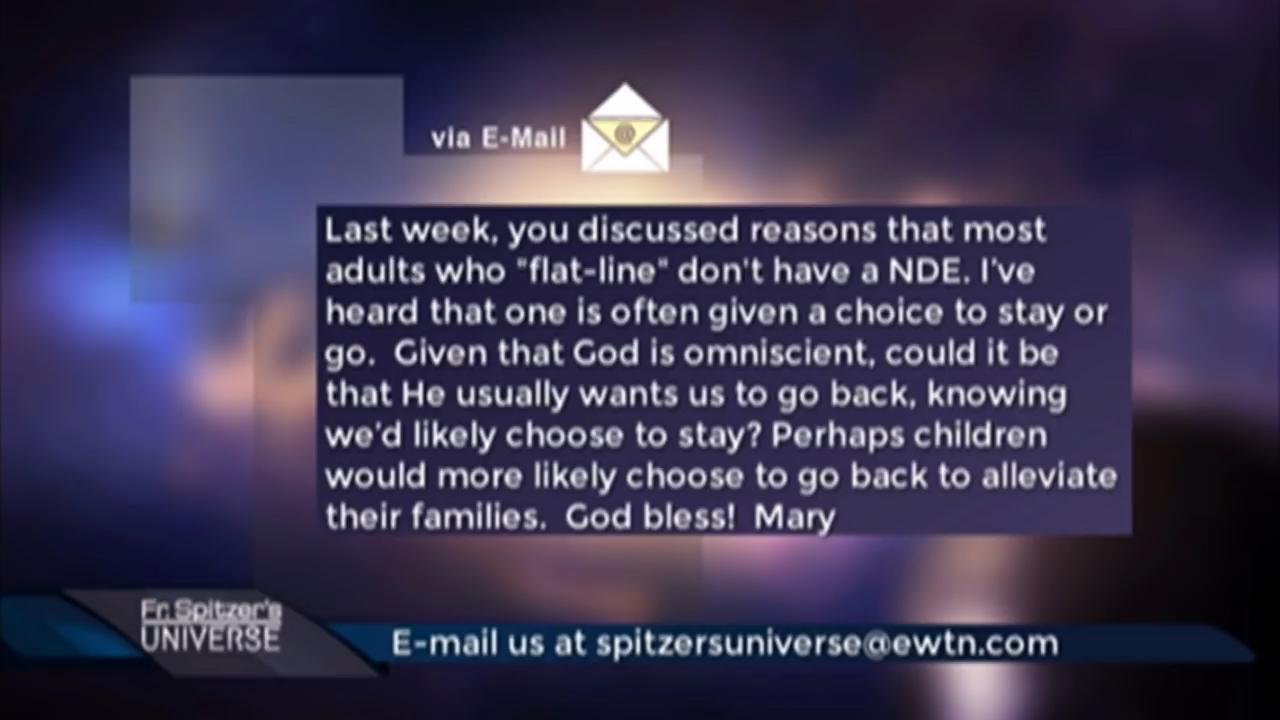 via E-Mail
@
Last week, you discussed reasons that most
adults who "flat-line" don't have a NDE. I've
heard that one is often given a choice to stay or
go.  Given that God is omniscient, could it be
that He usually wants us to go back, knowing
we'd likely choose to stay? Perhaps children
would more likely choose to go back to alleviate
their families.  God bless!  Mary
Fr. Spitzer's
UNIVERSE
E-mail us at spitzersuniverse@ewtn.com